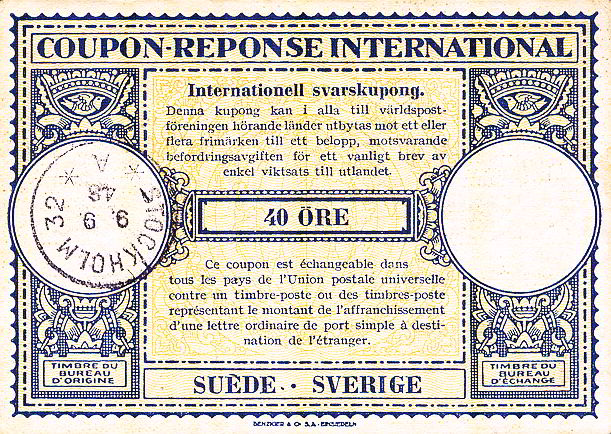 COUPON-REPONSE INTERNATIONAL
Internationell svarskupong.
Denna kupong kan i alla till världspost-
föreningen hörande länder utbytas mot ett eller
flera frimärken till ett belopp, motsvarande
befordringsavgiften för ett vanligt brev av
enkel viktsats till utlandet.
STOCKHOLM 32
* A *
9. 9.
48
40 ÖRE
Ce coupon est échangeable dans
tous les pays de l'Union postale universelle
contre un timbre-poste ou des timbres-poste
représentant le montant de l'affranchissement
d'une lettre ordinaire de port simple à desti-
nation de l'étranger.
TIMBRE DU
BUREAU
D'ORIGINE
SUÈDE · · SVERIGE
TIMBRE DU
BUREAU
D'ÉCHANGE
BENZIGER & Co S.A. - EINSIEDELN